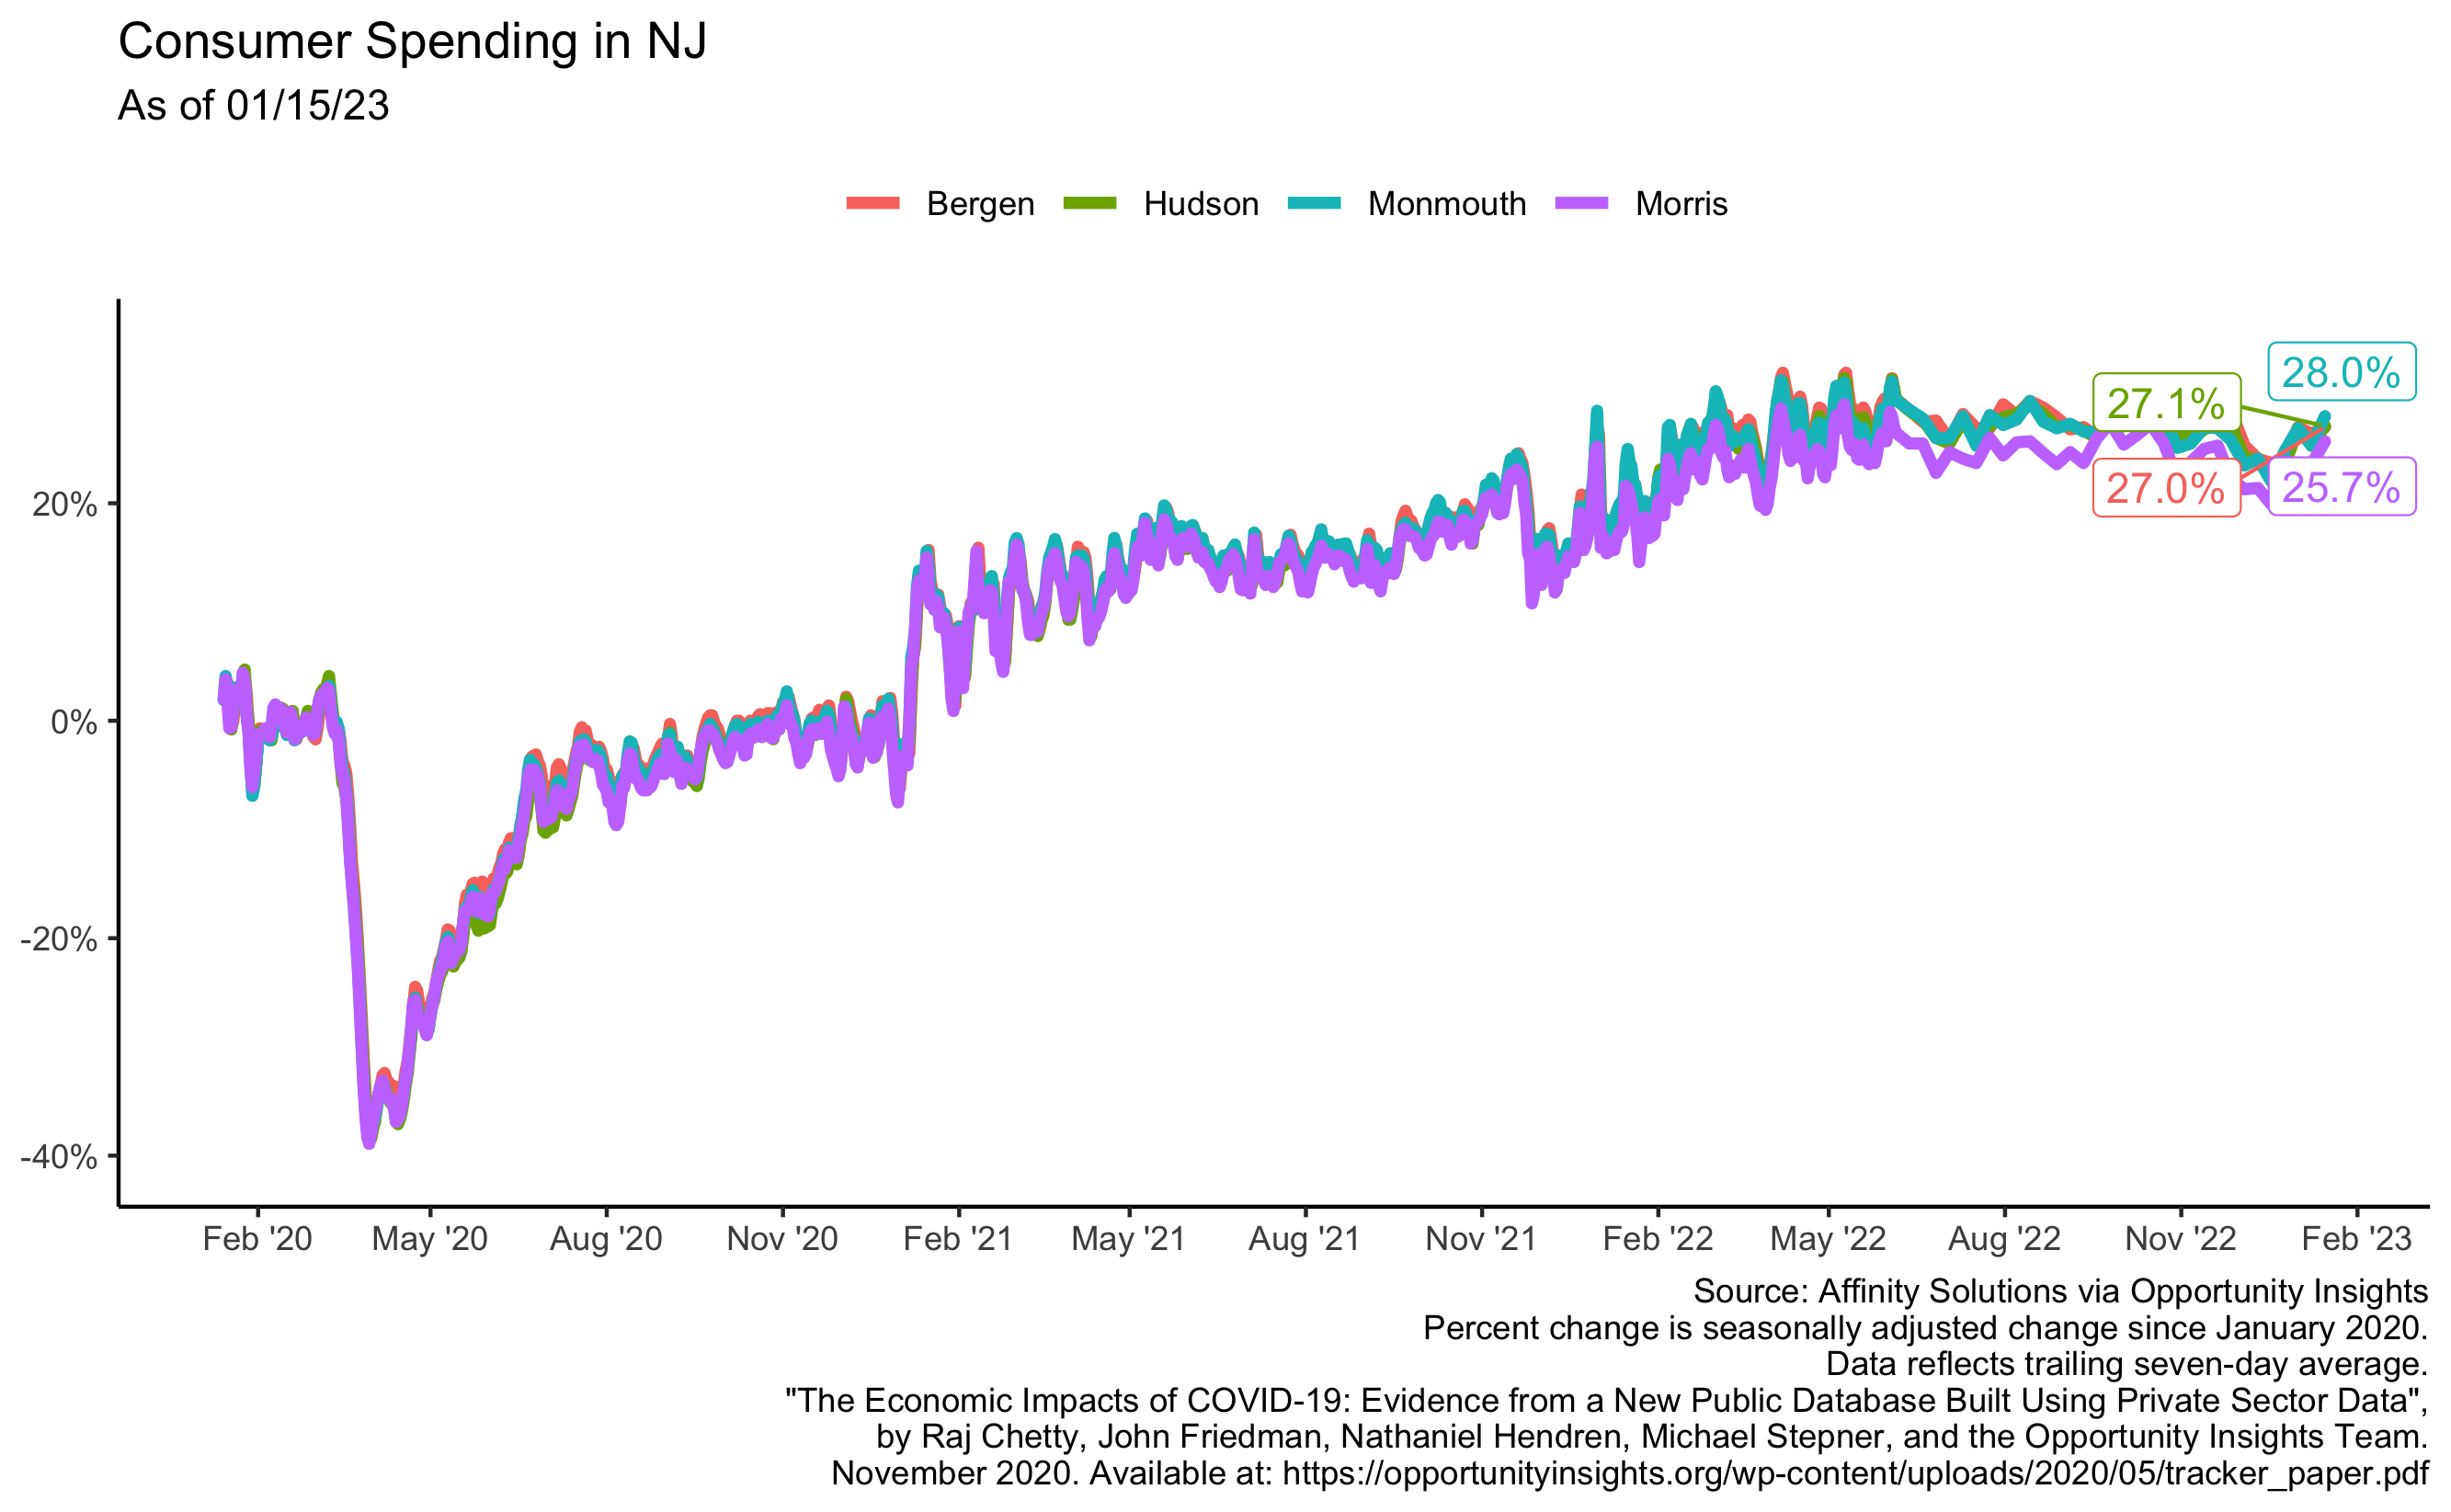 Consumer Spending in NJ
As of 01/15/23
Bergen Hudson Monmouth Morris
28.0%
27.1%
27.0%
25.7%
20%
0%
-20%
-40%
Feb '20 May '20 Aug '20 Nov '20 Feb '21 May '21 Aug '21 Nov '21 Feb '22 May '22 Aug '22 Nov '22 Feb '23
Source: Affinity Solutions via Opportunity Insights
Percent change is seasonally adjusted change since January 2020.
Data reflects trailing seven-day average.
"The Economic Impacts of COVID-19: Evidence from a New Public Database Built Using Private Sector Data",
by Raj Chetty, John Friedman, Nathaniel Hendren, Michael Stepner, and the Opportunity Insights Team.
November 2020. Available at: https://opportunityinsights.org/wp-content/uploads/2020/05/tracker_paper.pdf